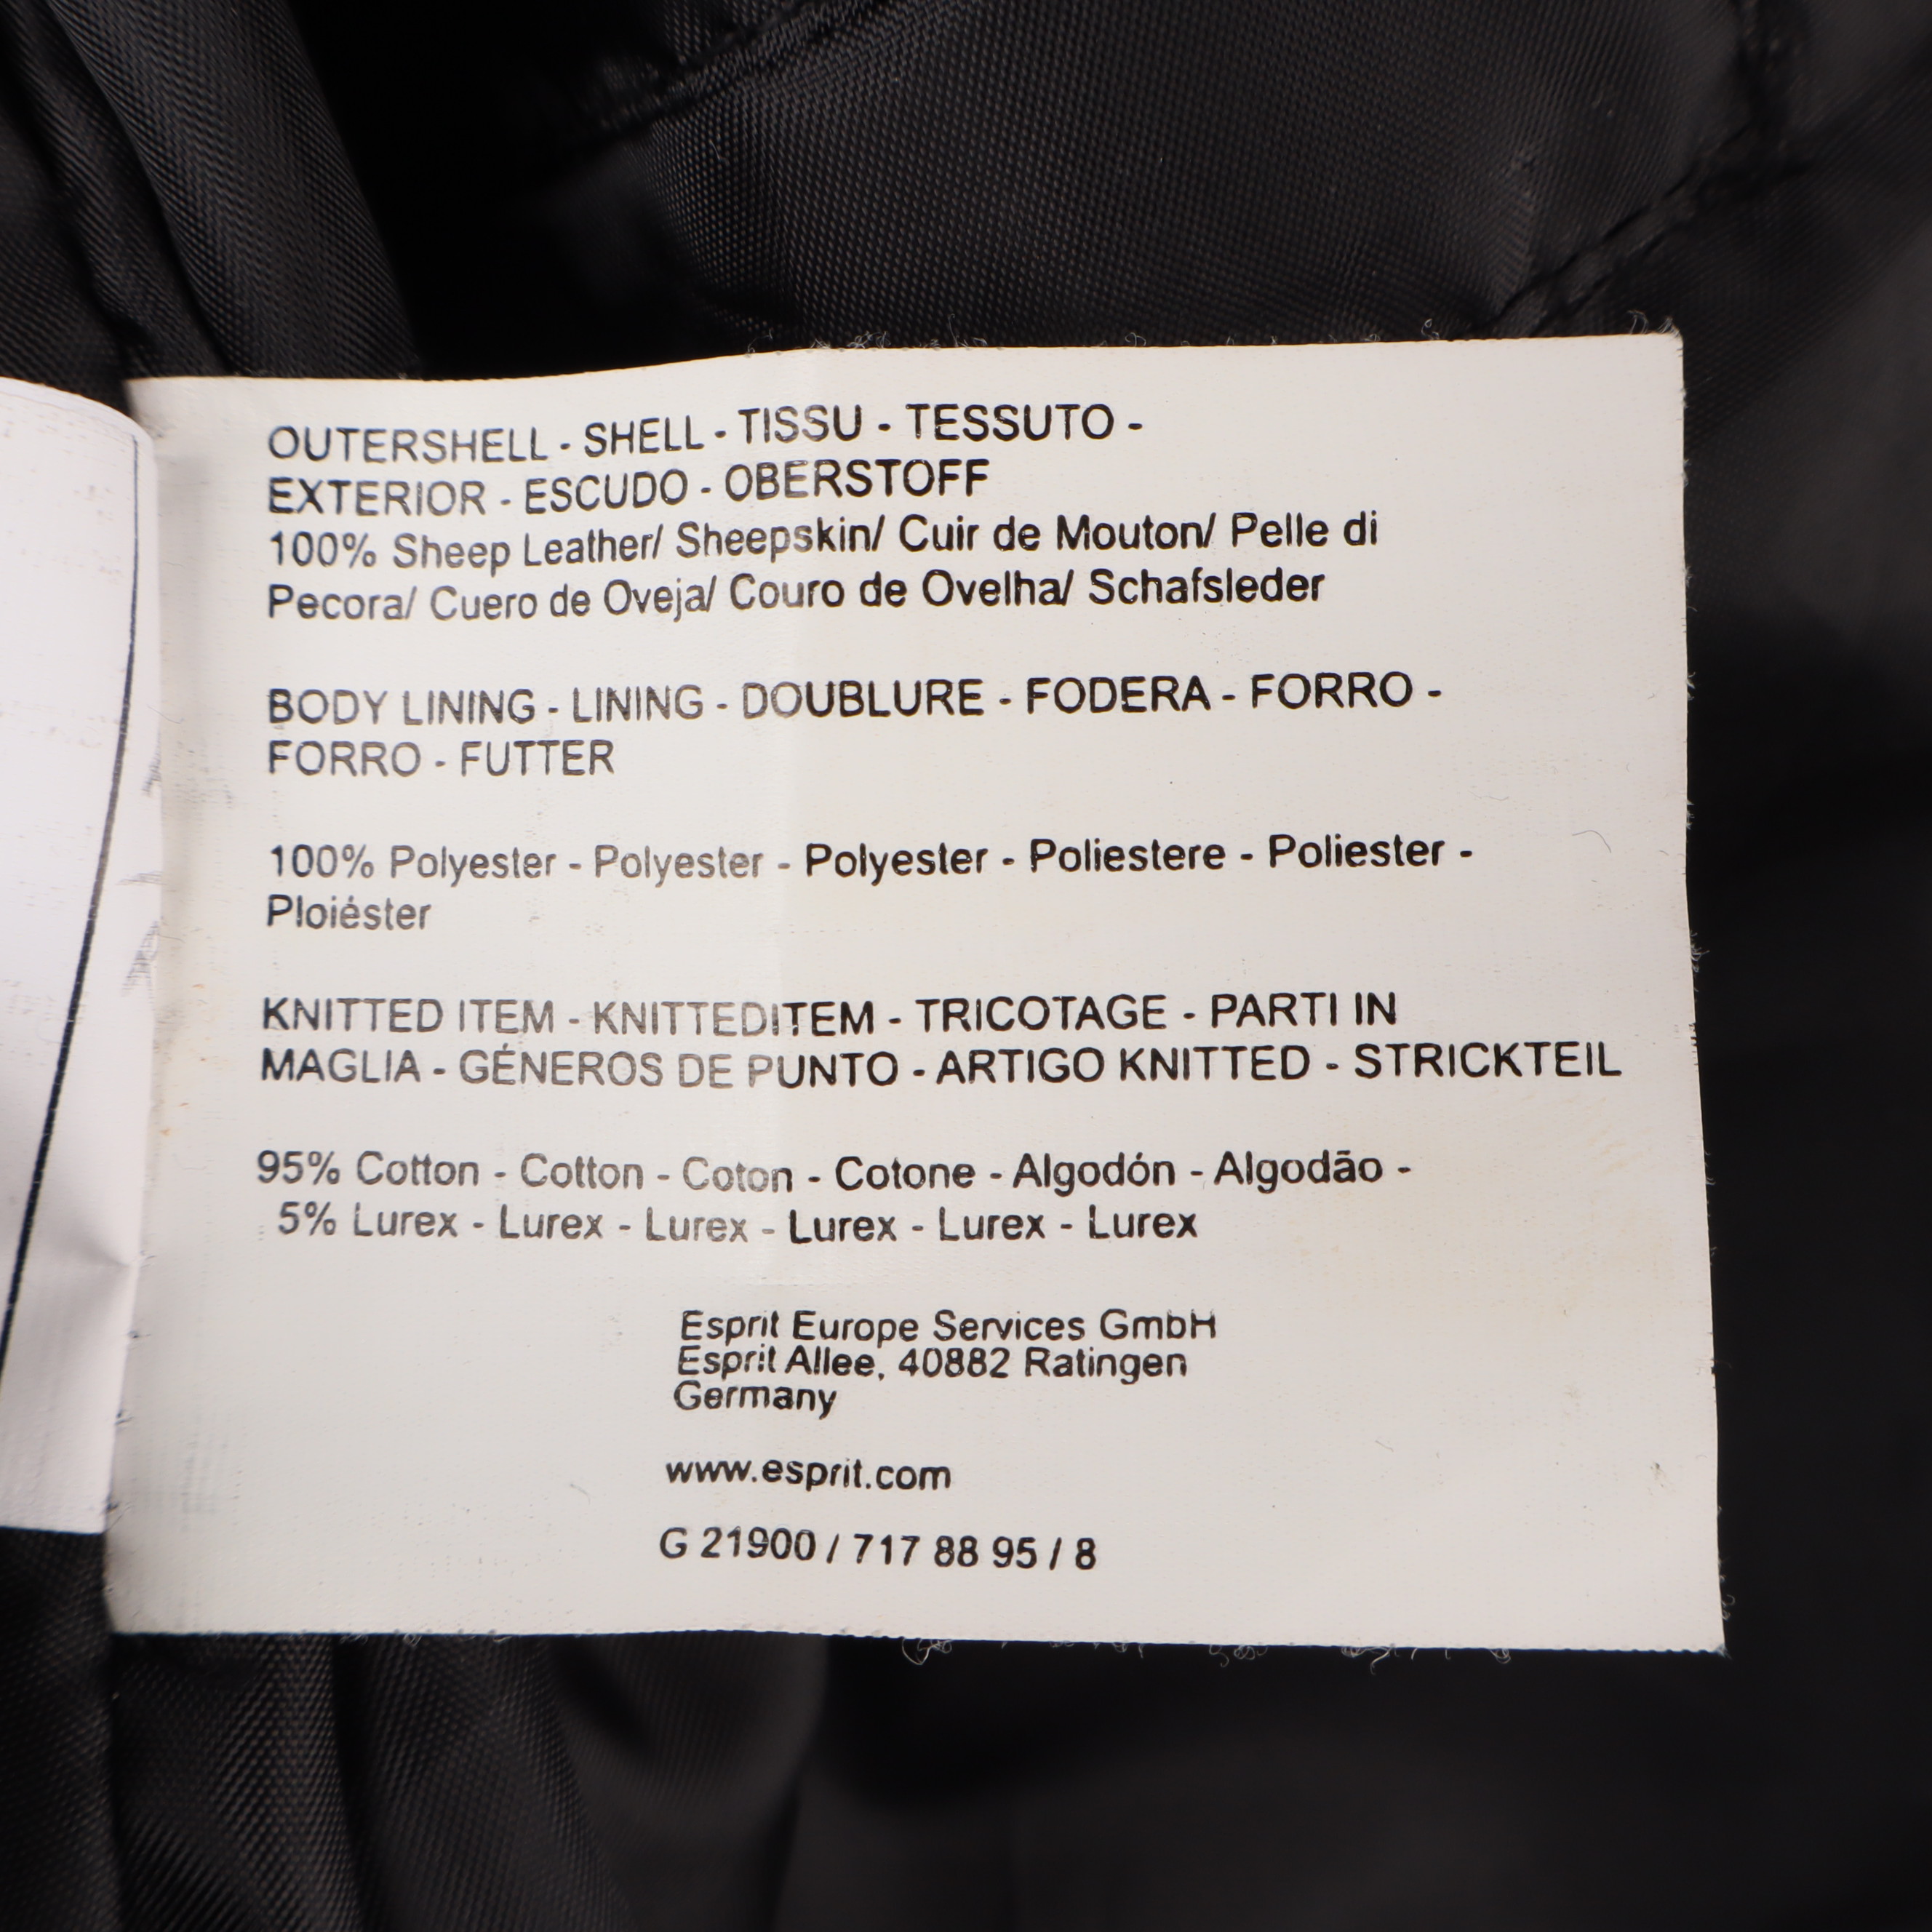 OUTERSHELL - SHELL - TISSU - TESSUTO -
EXTERIOR - ESCUDO - OBERSTOFF
100% Sheep Leather/ Sheepskin/ Cuir de Mouton/ Pelle di
Pecora/ Cuero de Oveja/ Couro de Ovelha/ Schafsleder
BODY LINING - LINING - DOUBLURE - FODERA - FORRO -
FORRO - FUTTER
100% Polyester - Polyester - Polyester - Poliestere - Poliester -
Ploiéster
KNITTED ITEM - KNITTEDITEM - TRICOTAGE - PARTI IN
MAGLIA - GÉNEROS DE PUNTO - ARTIGO KNITTED - STRICKTEIL
95% Cotton - Cotton - Coton - Cotone - Algodón - Algodão -
5% Lurex - Lurex - Lurex - Lurex - Lurex - Lurex
Esprit Europe Services GmbH
Esprit Allee, 40882 Ratingen
Germany
www.esprit.com
G 21900 / 717 88 95 / 8